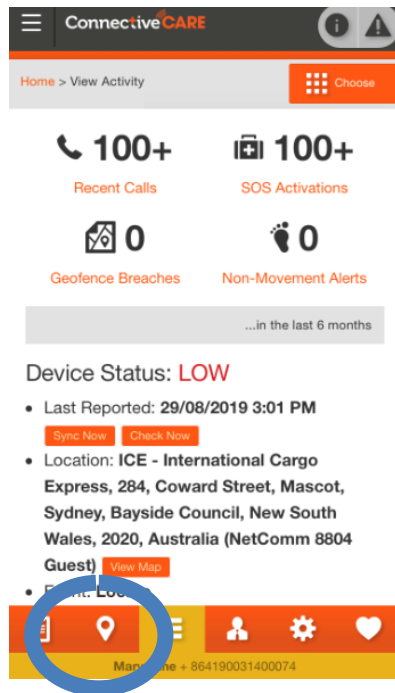 ConnectiveCARE
Home > View Activity
Choose
100+
100+
Recent Calls
SOS Activations
0
0
Geofence Breaches
Non-Movement Alerts
...in the last 6 months
Device Status: LOW
• Last Reported: 29/08/2019 3:01 PM
Sync Now Check Now
• Location: ICE - International Cargo
Express, 284, Coward Street, Mascot,
Sydney, Bayside Council, New South
Wales, 2020, Australia (NetComm 8804
Guest) View Map
+ 864190031400074